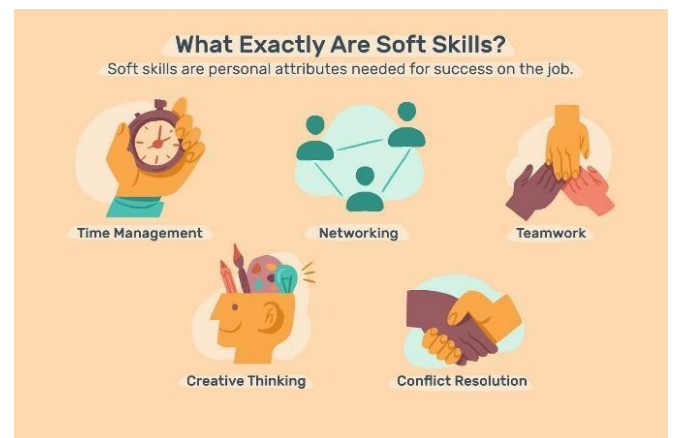 What Exactly Are Soft Skills?
Soft skills are personal attributes needed for success on the job.
Time Management
Networking
Teamwork
Creative Thinking
Conflict Resolution